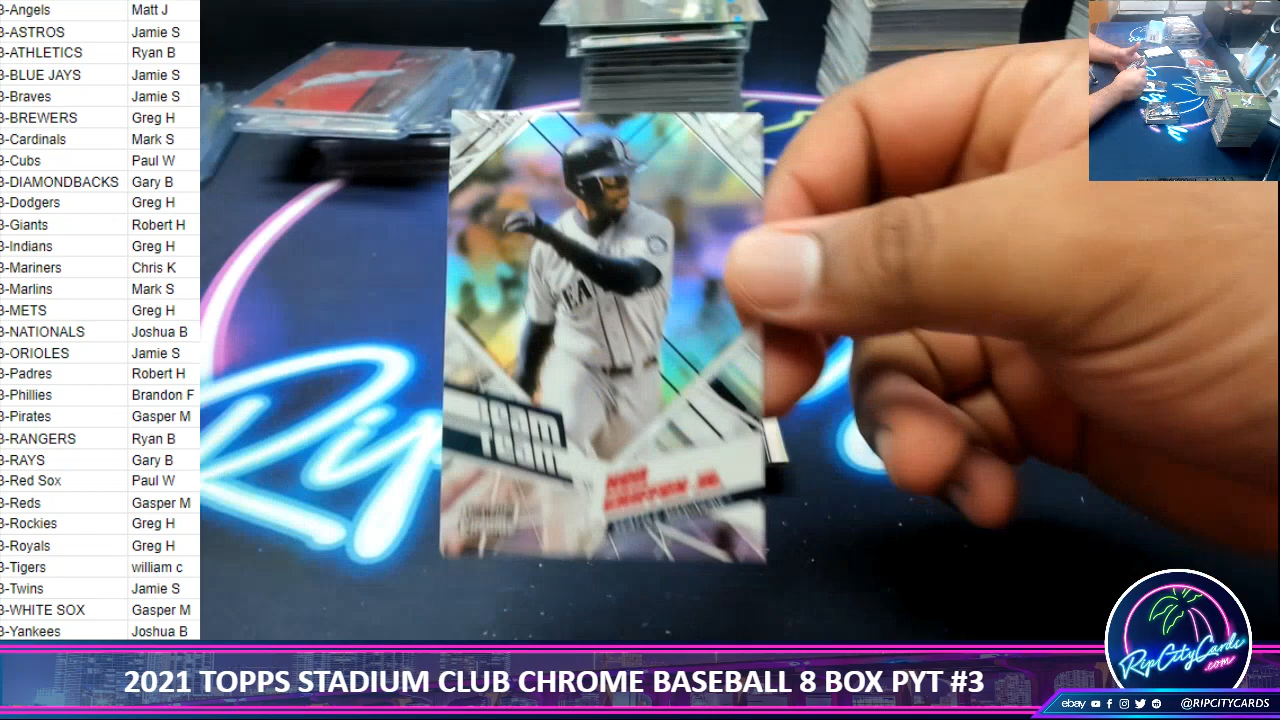 3-Angels Matt J
3-ASTROS Jamie S
3-ATHLETICS Ryan B
3-BLUE JAYS Jamie S
3-Braves Jamie S
3-BREWERS Greg H
3-Cardinals Mark S
3-Cubs Paul W
3-DIAMONDBACKS Gary B
3-Dodgers Greg H
3-Giants Robert H
3-Indians Greg H
3-Mariners Chris K
3-Marlins Mark S
3-METS Greg H
3-NATIONALS Joshua B
3-ORIOLES Jamie S
3-Padres Robert H
3-Phillies Brandon F
3-Pirates Gasper M
3-RANGERS Ryan B
3-RAYS Gary B
3-Red Sox Paul W
3-Reds Gasper M
3-Rockies Greg H
3-Royals Greg H
3-Tigers william c
3-Twins Jamie S
3-WHITE SOX Gasper M
3-Yankees Joshua B
BEAM
TEAM
Rip
RipCityCards
.com
2021 TOPPS STADIUM CLUB CHROME BASEBALL 8 BOX PYT #3
ebay @RIPCITYCARDS